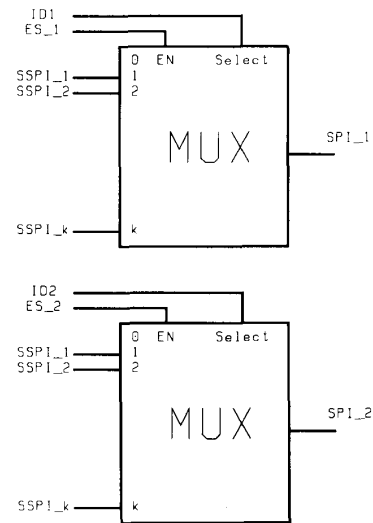 ID1
ES_1
0 EN Select
SSPI_1 1
SSPI_2 2
MUX
SPI_1
SSPI_k k
ID2
ES_2
0 EN Select
SSPI_1 1
SSPI_2 2
MUX
SPI_2
SSPI_k k